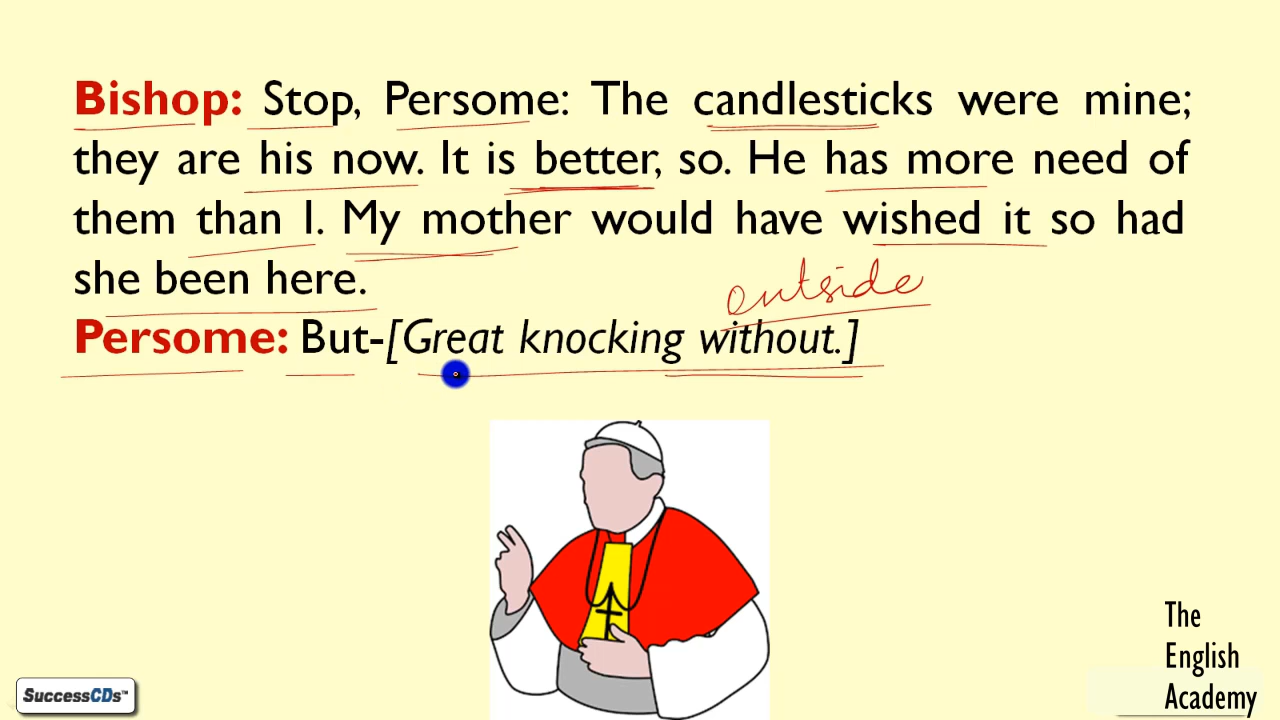 Bishop: Stop, Persome: The candlesticks were mine;
they are his now. It is better, so. He has more need of
them than I. My mother would have wished it so had
she been here.
outside
Persome: But-[Great knocking without.]
The
English
Academy
SuccessCDs™